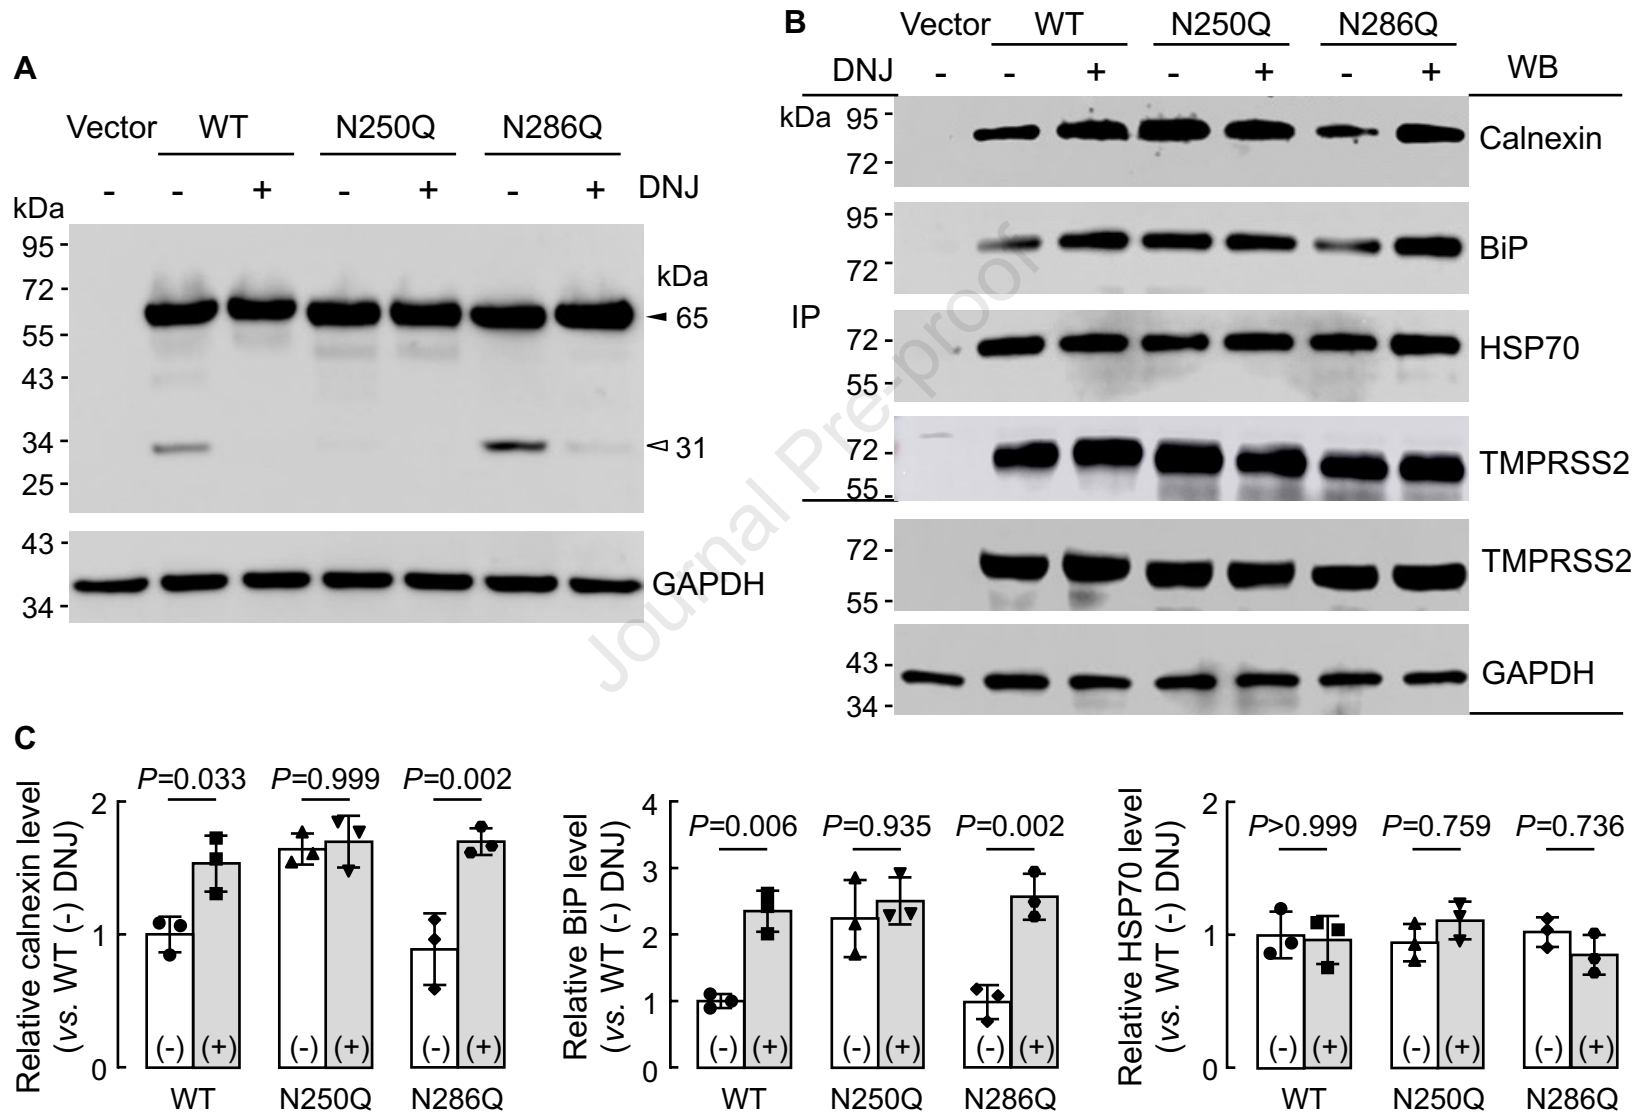 A
Vector WT N250Q N286Q
- - + - + - + DNJ
kDa
95
72
55
43
34
25
kDa
65
31
43
34
GAPDH
B
Vector WT N250Q N286Q
DNJ - - + - + - + WB
kDa 95
72
Calnexin
95
72
BiP
IP
72
55
HSP70
72
55
TMPRSS2
72
55
TMPRSS2
43
34
GAPDH
Journal Pre-proof
C
Relative calnexin level
(vs. WT (-) DNJ)
2
1
0
P=0.033 P=0.999 P=0.002
(-) (+) (-) (+) (-) (+)
WT N250Q N286Q
Relative BiP level
(vs. WT (-) DNJ)
4
3
2
1
0
P=0.006 P=0.935 P=0.002
(-) (+) (-) (+) (-) (+)
WT N250Q N286Q
Relative HSP70 level
(vs. WT (-) DNJ)
2
1
0
P>0.999 P=0.759 P=0.736
(-) (+) (-) (+) (-) (+)
WT N250Q N286Q